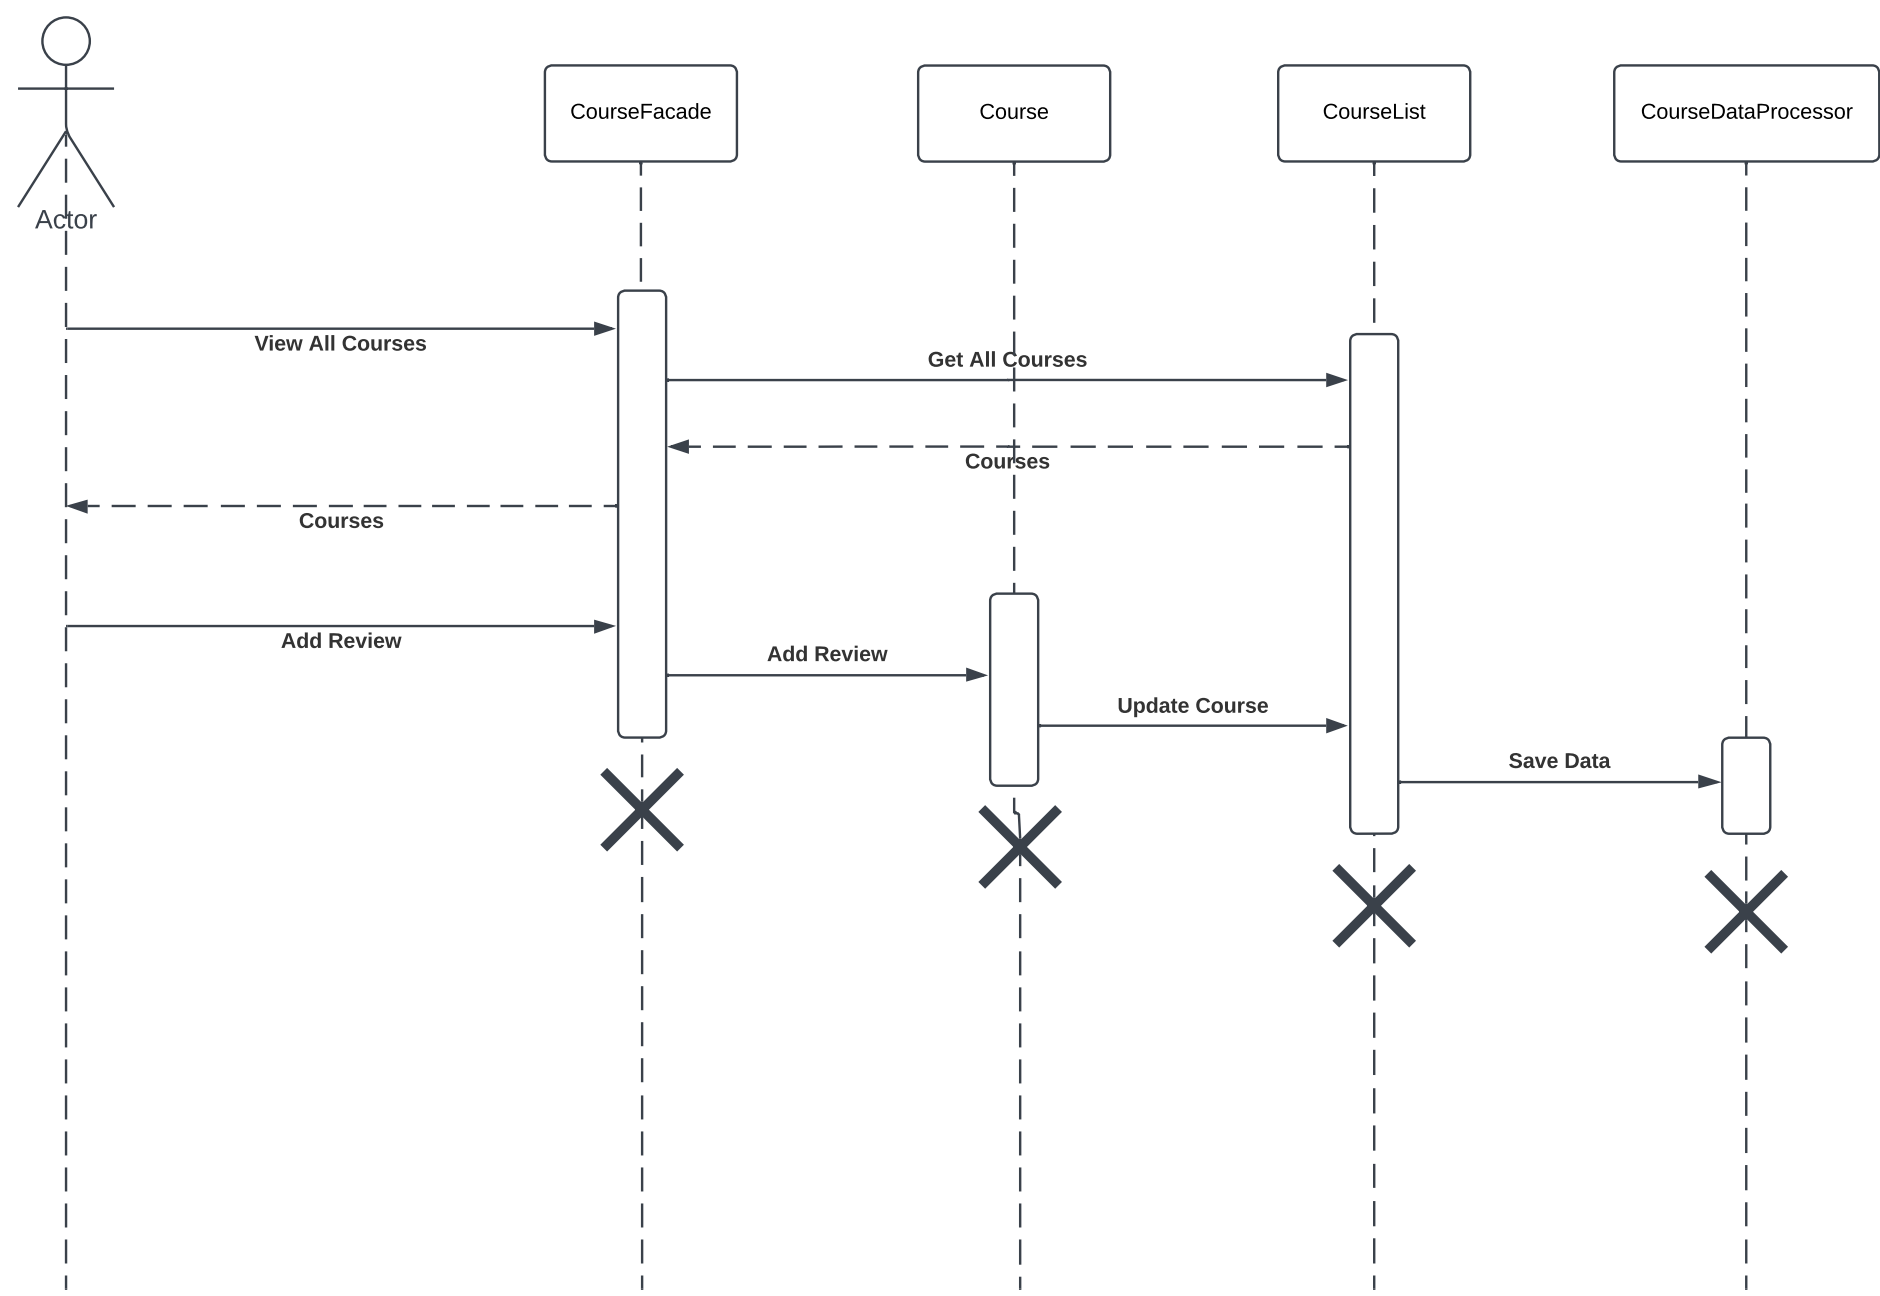 CourseFacade
Course
CourseList
CourseDataProcessor
Actor
View All Courses
Get All Courses
Courses
Courses
Add Review
Add Review
Update Course
Save Data